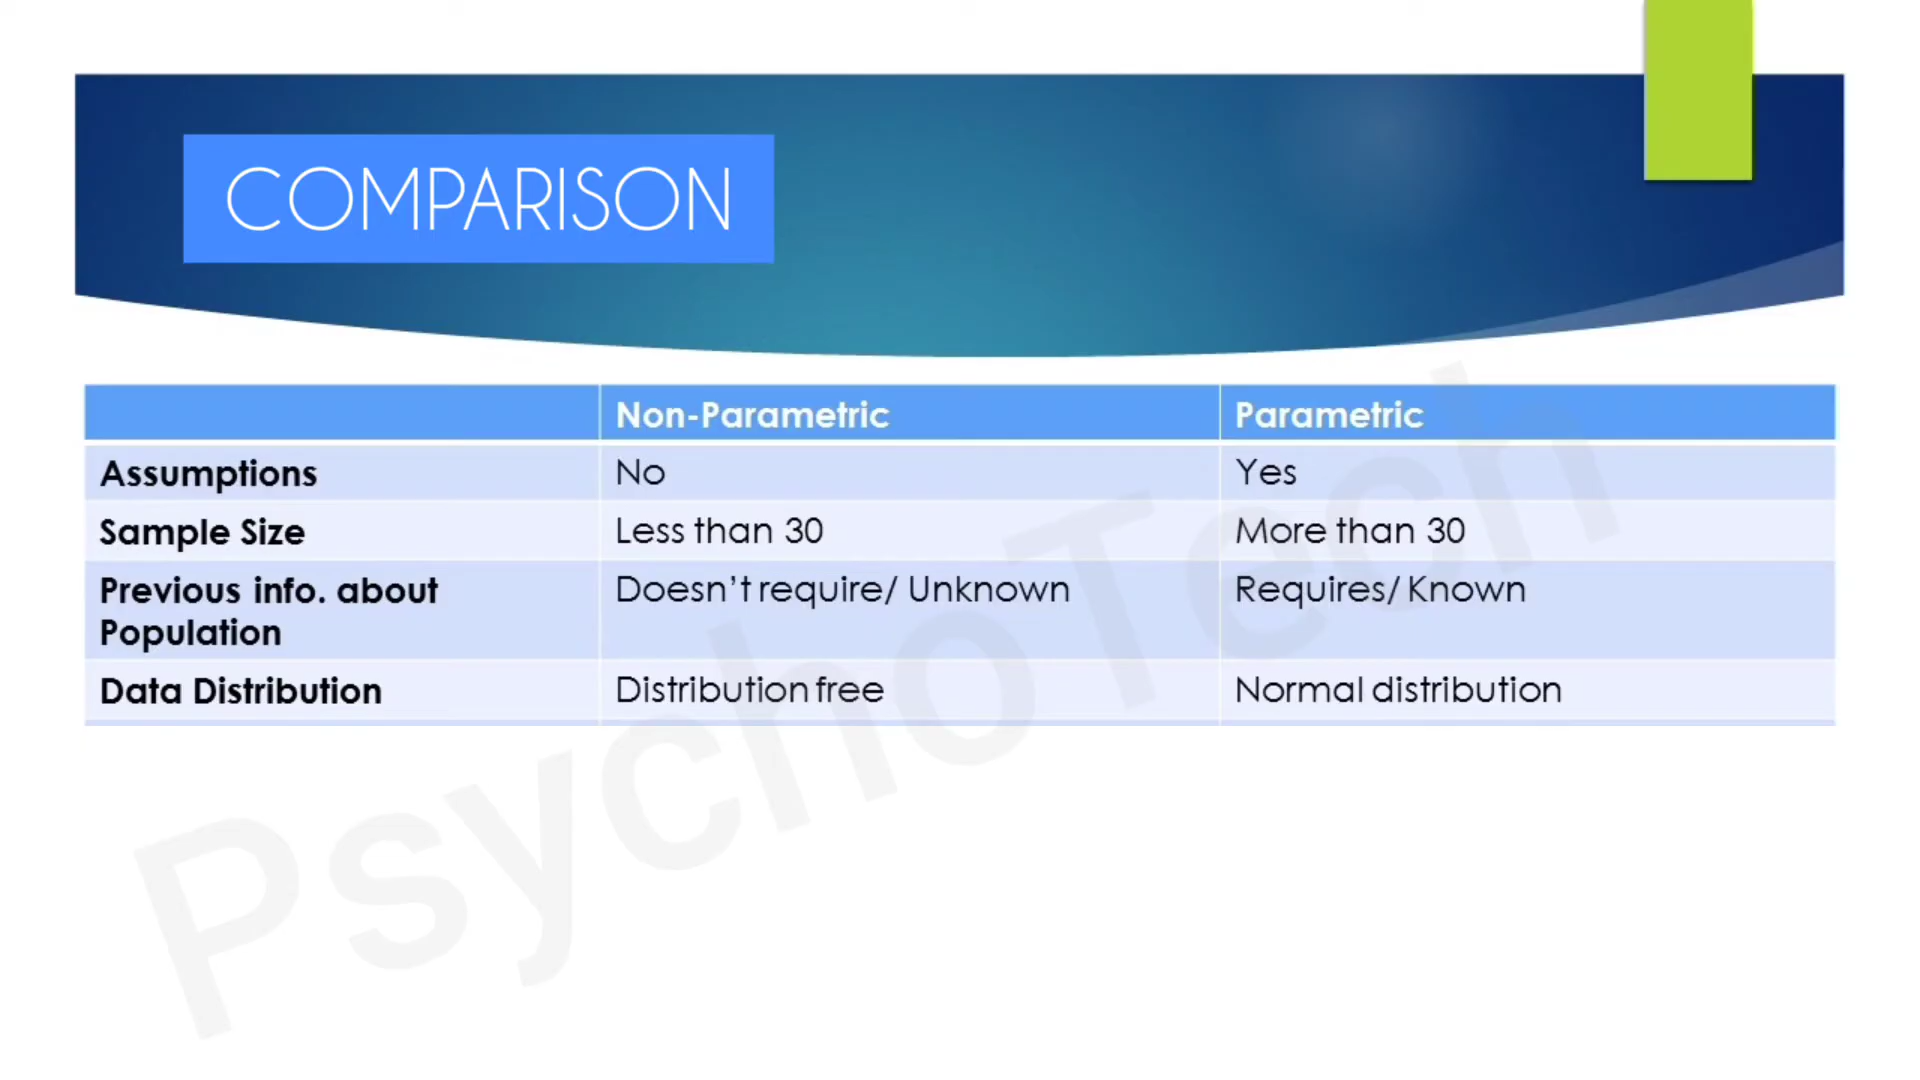 COMPARISON
Non-Parametric Parametric
Assumptions No Yes
Sample Size Less than 30 More than 30
Previous info. about Doesn't require/ Unknown Requires/ Known
Population
Data Distribution Distribution free Normal distribution
PsychoTech